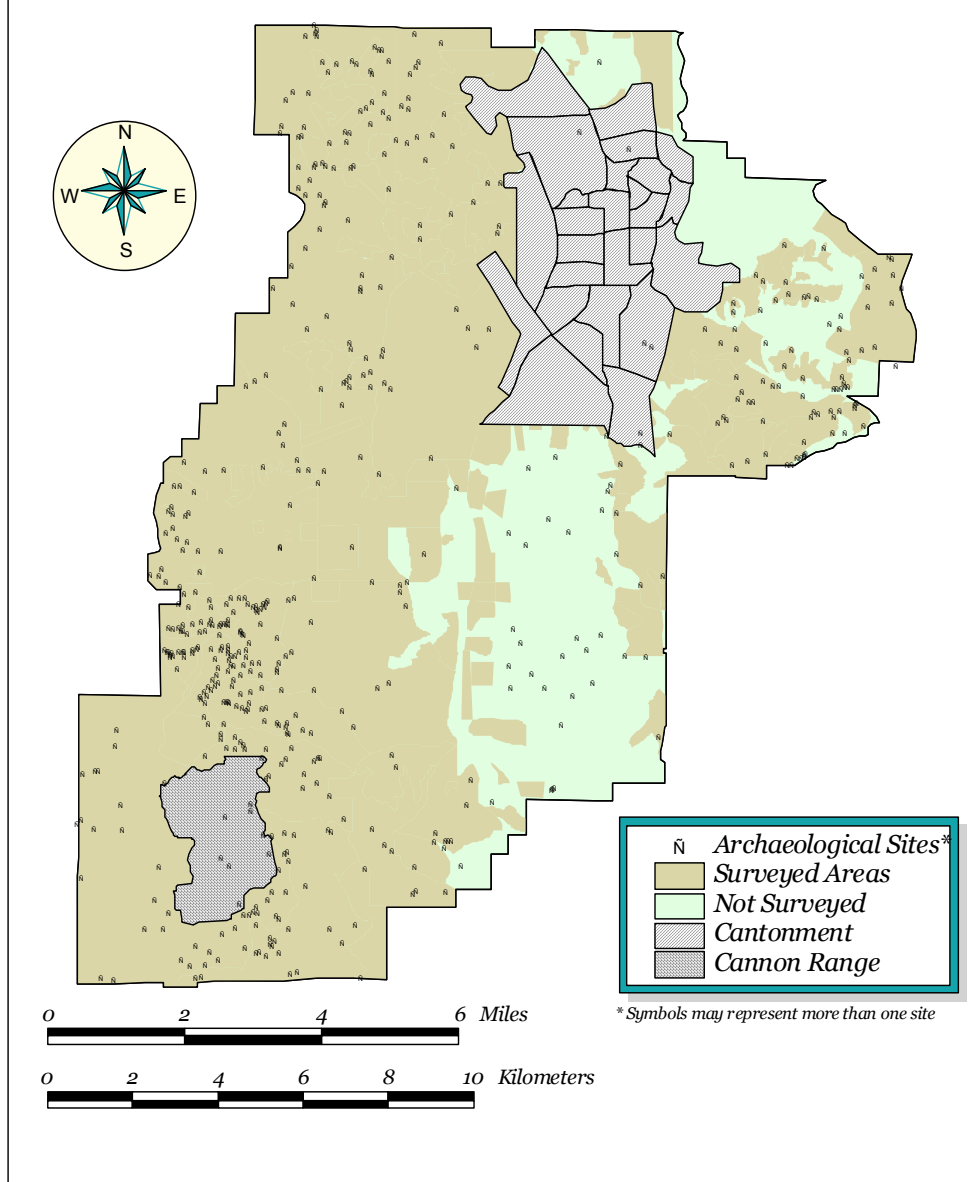 N
W E
S
Ñ Archaeological Sites*
Surveyed Areas
Not Surveyed
Cantonment
Cannon Range
* Symbols may represent more than one site
0 2 4 6 Miles
0 2 4 6 8 10 Kilometers